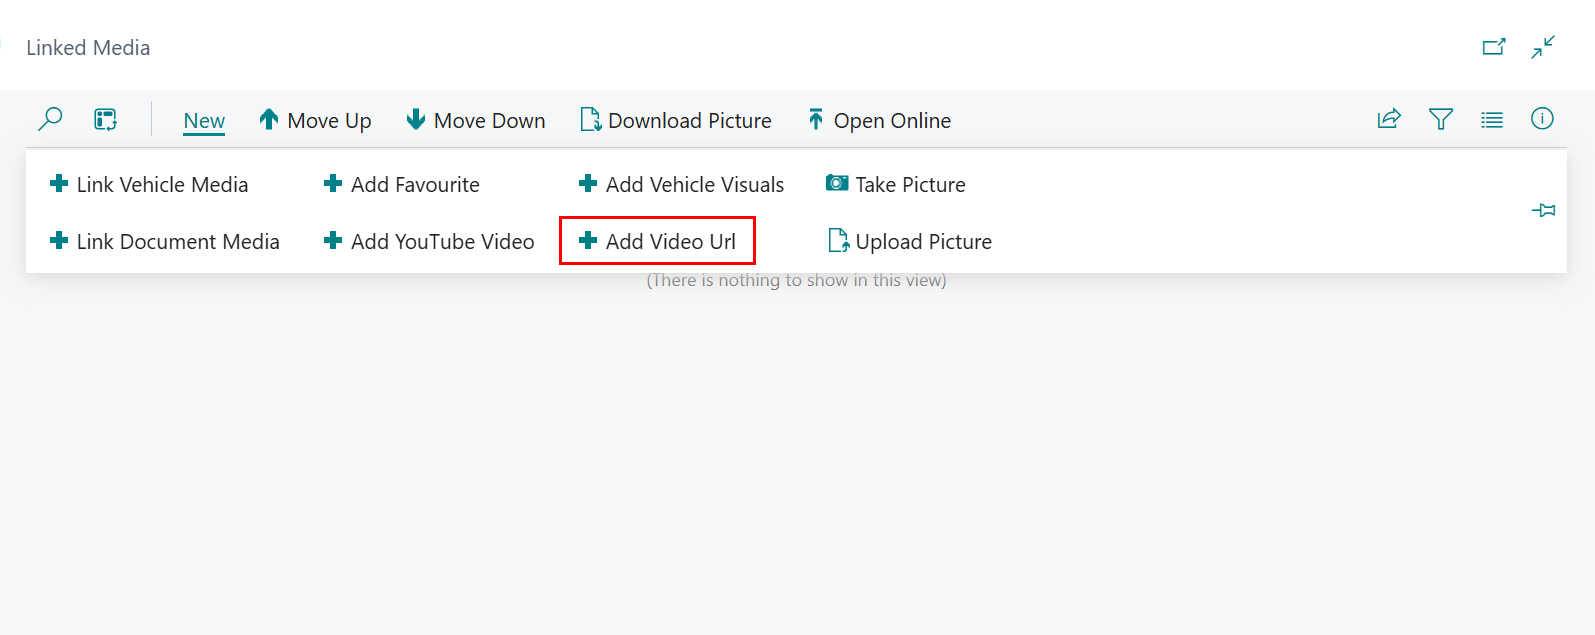 Linked Media
New Move Up Move Down Download Picture Open Online
Link Vehicle Media Add Favourite Add Vehicle Visuals Take Picture
Link Document Media Add YouTube Video Add Video Url Upload Picture
(There is nothing to show in this view)